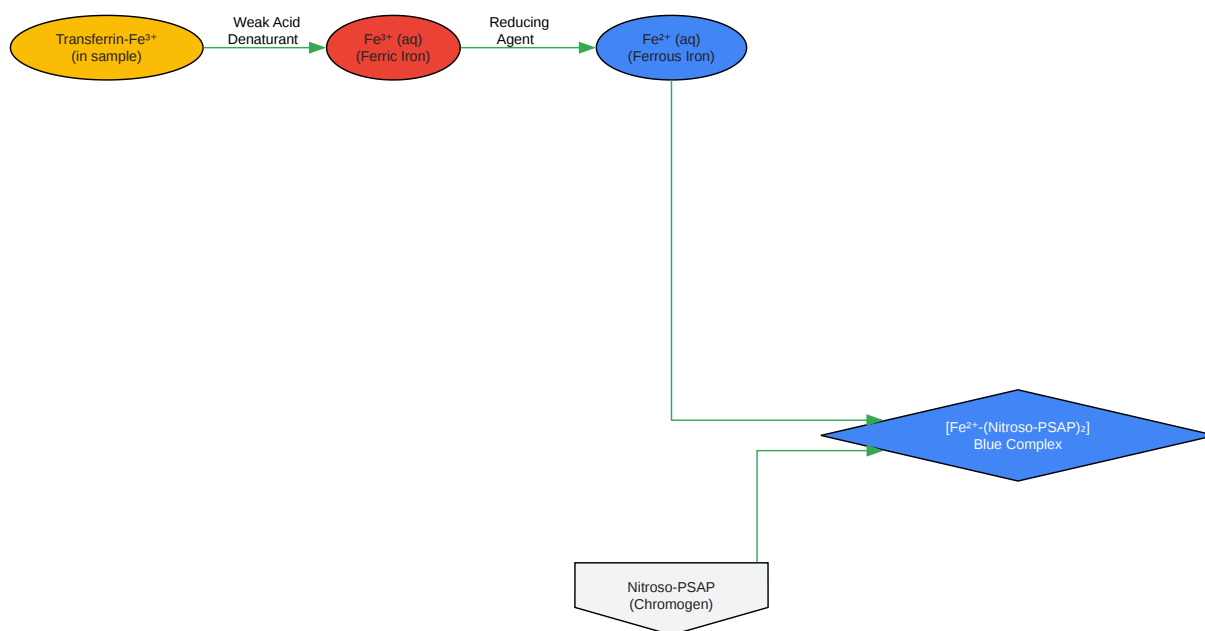 Transferrin-Fe³⁺
(in sample)
Weak Acid
Denaturant
Fe³⁺ (aq)
(Ferric Iron)
Reducing
Agent
Fe²⁺ (aq)
(Ferrous Iron)
[Fe²⁺-(Nitroso-PSAP)₂]
Blue Complex
Nitroso-PSAP
(Chromogen)